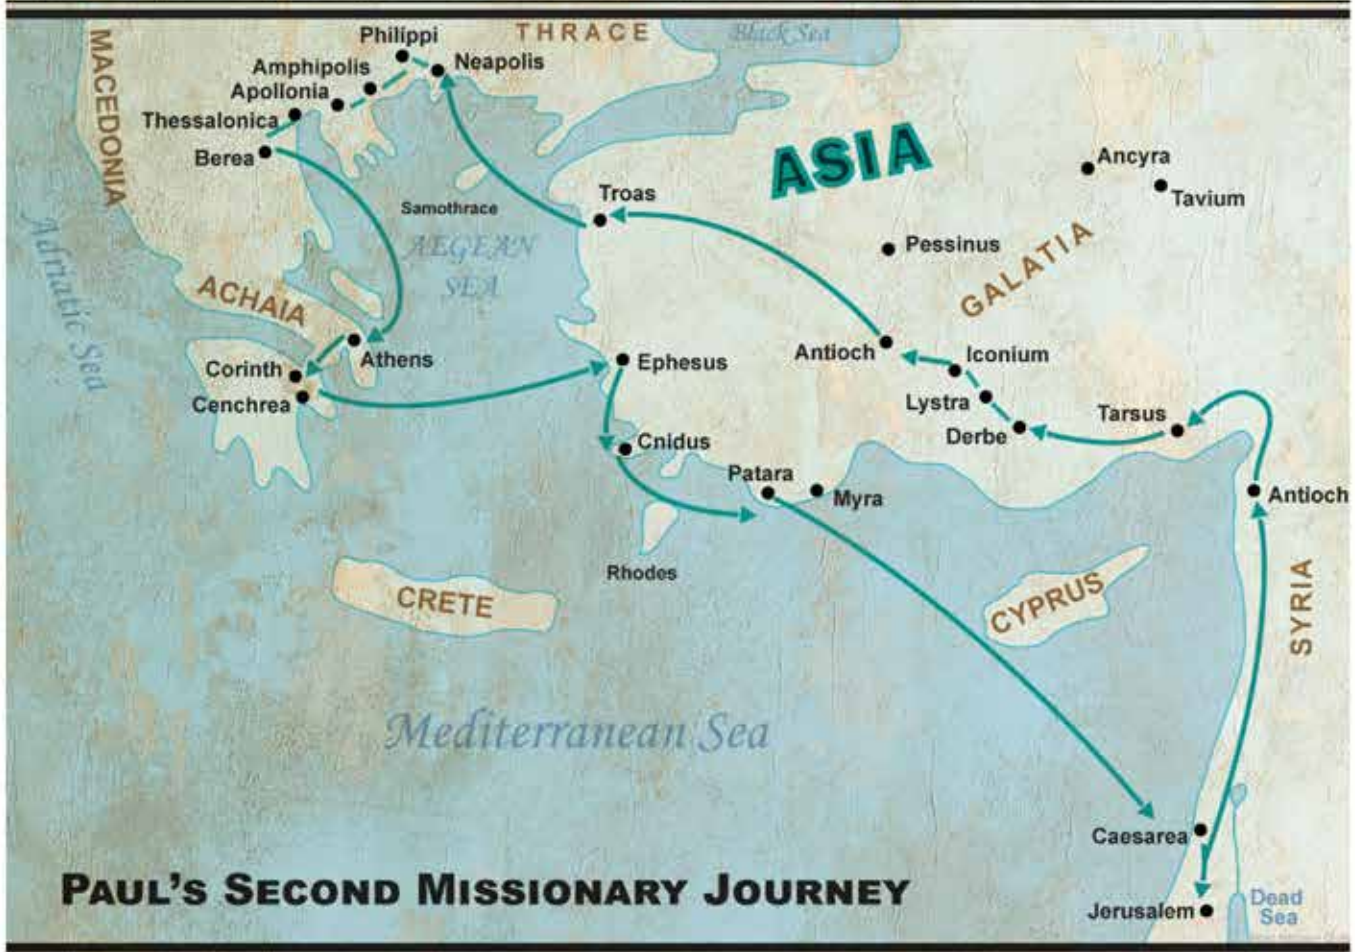 THRACE
Black Sea
Philippi
Neapolis
Amphipolis
Apollonia
Thessalonica
Berea
MACEDONIA
ASIA
Ancyra
Tavium
Troas
Samothrace
AEGEAN
SEA
Adriatic Sea
Pessinus
GALATIA
ACHAIA
Athens
Corinth
Cenchrea
Ephesus
Antioch
Iconium
Lystra
Derbe
Tarsus
Cnidus
Patara
Myra
Antioch
Rhodes
CRETE
CYPRUS
SYRIA
Mediterranean Sea
Caesarea
PAUL'S SECOND MISSIONARY JOURNEY
Jerusalem
Dead
Sea